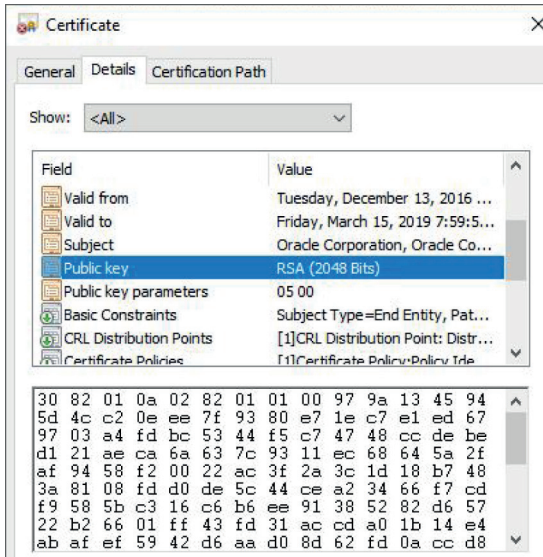 Certificate
General Details Certification Path
Show: <All>
Field Value
Valid from Tuesday, December 13, 2016 ...
Valid to Friday, March 15, 2019 7:59:5...
Subject Oracle Corporation, Oracle Co...
Public key RSA (2048 Bits)
Public key parameters 05 00
Basic Constraints Subject Type=End Entity, Pat...
CRL Distribution Points [1]CRL Distribution Point: Distr...
Certificate Policies [1]Certificate Policy:Policy Ide...
30 82 01 0a 02 82 01 01 00 97 9a 13 45 94
5d 4c c2 0e ee 7f 93 80 e7 1e c7 e1 ed 67
97 03 a4 fd bc 53 44 f5 c7 47 48 cc de be
d1 21 ae ca 6a 63 7c 93 11 ec 68 64 5a 2f
af 94 58 f2 00 22 ac 3f 2a 3c 1d 18 b7 48
3a 81 08 fd d0 de 5c 44 ce a2 34 66 f7 cd
f9 58 5b c3 16 c6 b6 ee 91 38 52 82 d6 57
22 b2 66 01 ff 43 fd 31 ac cd a0 1b 14 e4
ab af ef 59 42 d6 aa d0 8d 62 fd 0a cc d8